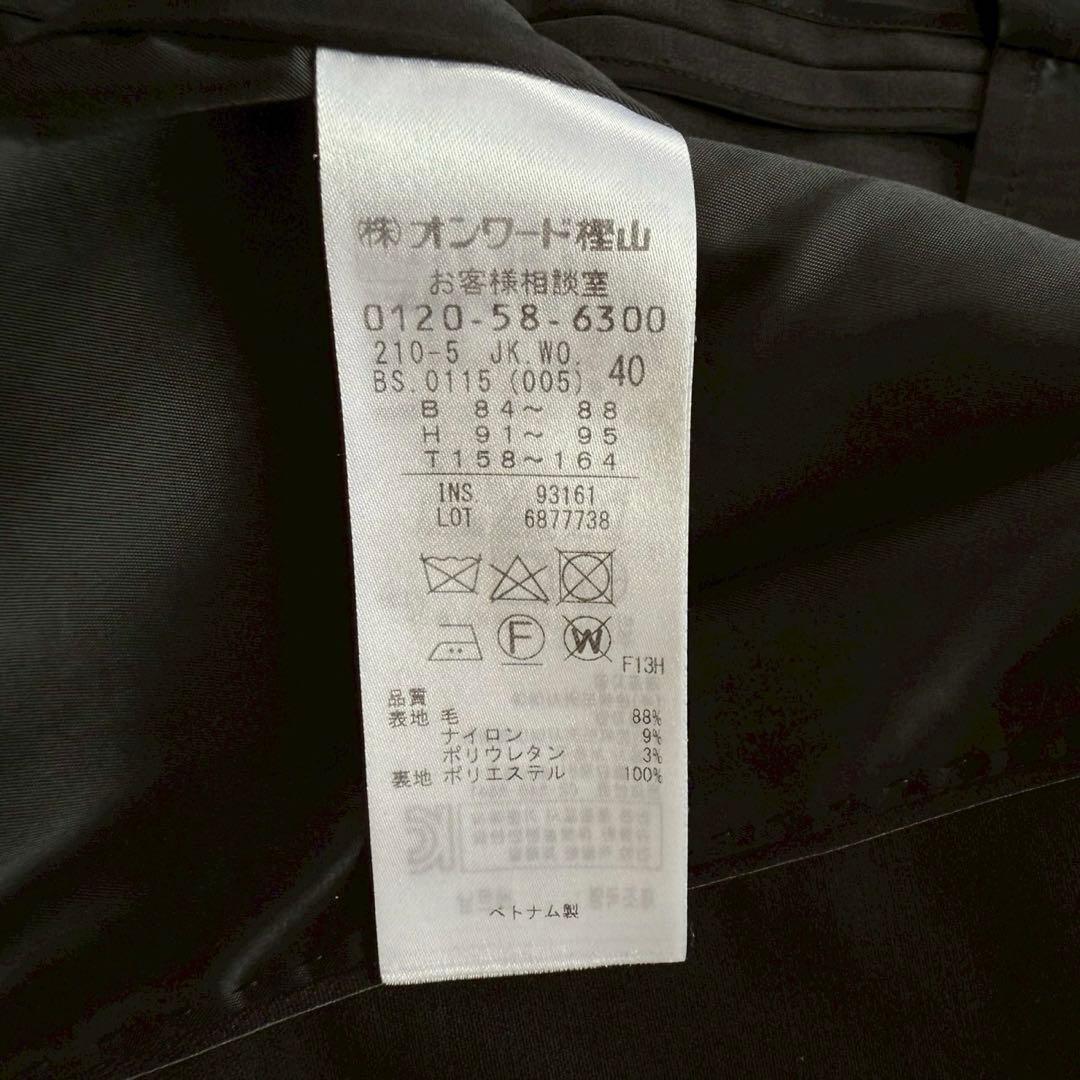 ㈱オンワード樫山
お客様相談室
0120-58-6300
210-5 JK.WO.
BS.0115 (005) 40
B 84～ 88
H 91～ 95
T158～164
INS. 93161
LOT 6877738
F
W
F13H
品質
表地 毛 88%
ナイロン 9%
ポリウレタン 3%
裏地 ポリエステル 100%
ベトナム製